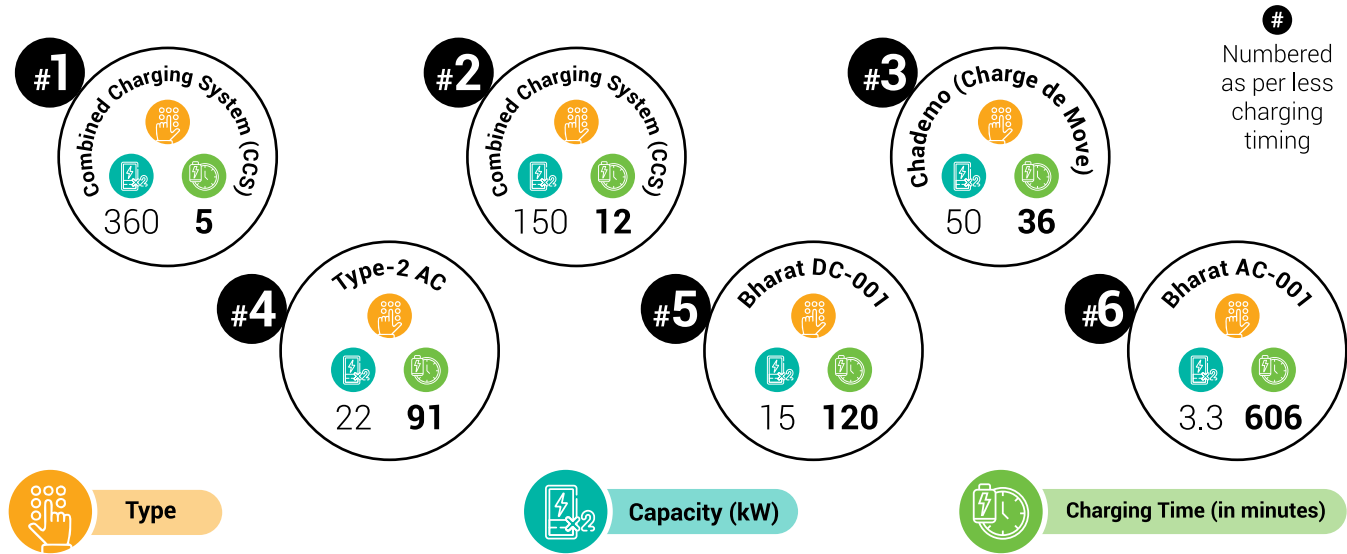 #1
Combined Charging System (CCS)
360 5
#2
Combined Charging System (CCS)
150 12
#3
Chademo (Charge de Move)
50 36
#
Numbered
as per less
charging
timing
#4
Type-2 AC
22 91
#5
Bharat DC-001
15 120
#6
Bharat AC-001
3.3 606
Type
Capacity (kW)
Charging Time (in minutes)